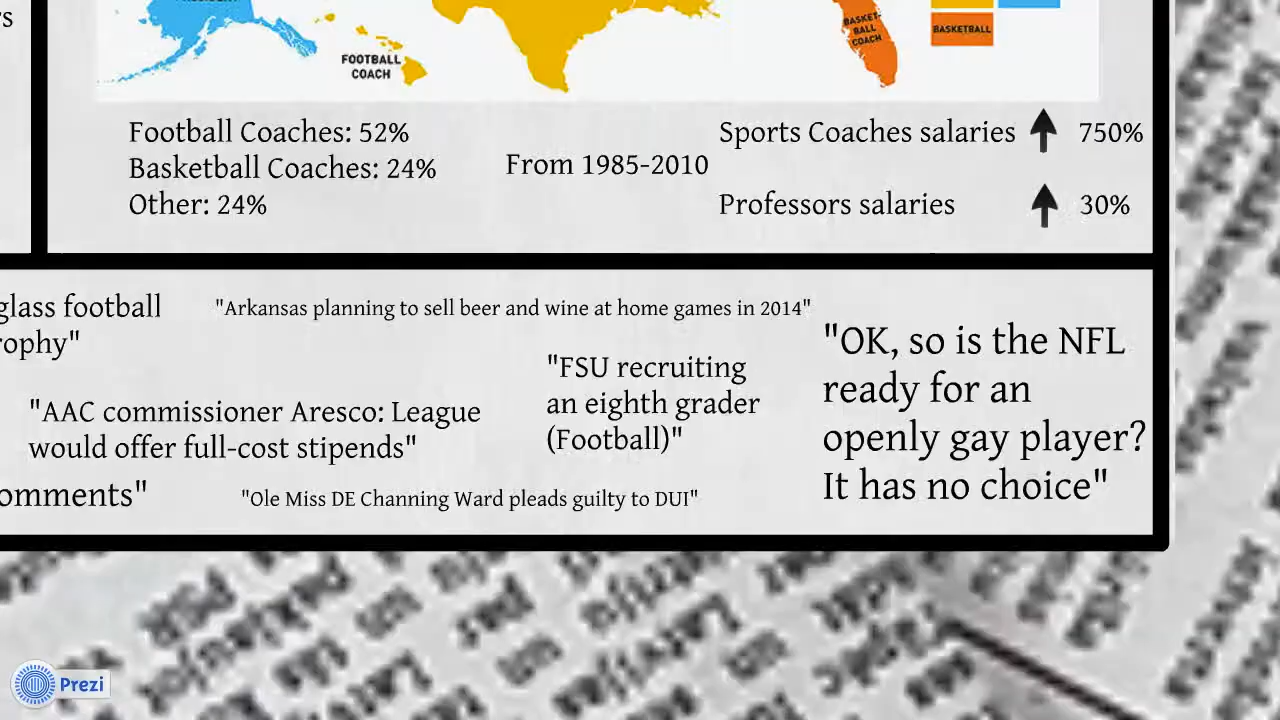 FOOTBALL
COACH
BASKET-
BALL
COACH
BASKETBALL
Football Coaches: 52%
Basketball Coaches: 24%
Other: 24%
From 1985-2010
Sports Coaches salaries 750%
Professors salaries 30%
glass football
"Arkansas planning to sell beer and wine at home games in 2014"
"OK, so is the NFL
ready for an
openly gay player?
It has no choice"
"FSU recruiting
an eighth grader
(Football)"
"AAC commissioner Aresco: League
would offer full-cost stipends"
omments"
"Ole Miss DE Channing Ward pleads guilty to DUI"
Prezi